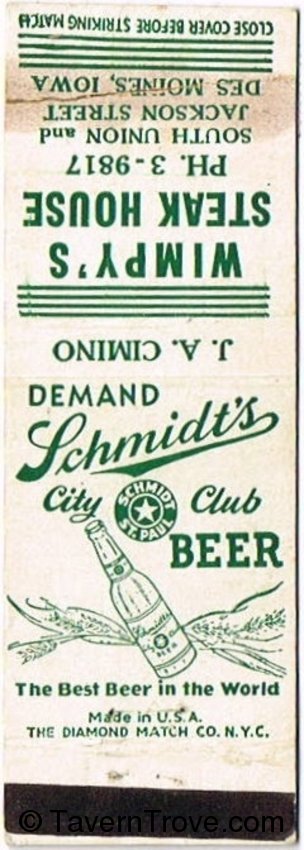 CLOSE COVER BEFORE STRIKING MATCH
WIMPY'S
STEAK HOUSE
PH. 3-9817
SOUTH UNION and
JACKSON STREET
DES MOINES, IOWA
J. A. CIMINO
DEMAND
Schmidt's
City Club
SCHMIDT
ST. PAUL
BEER
Schmidt's
BEER
The Best Beer in the World
Made in U.S.A.
THE DIAMOND MATCH CO. N.Y.C.
© TavernTrove.com